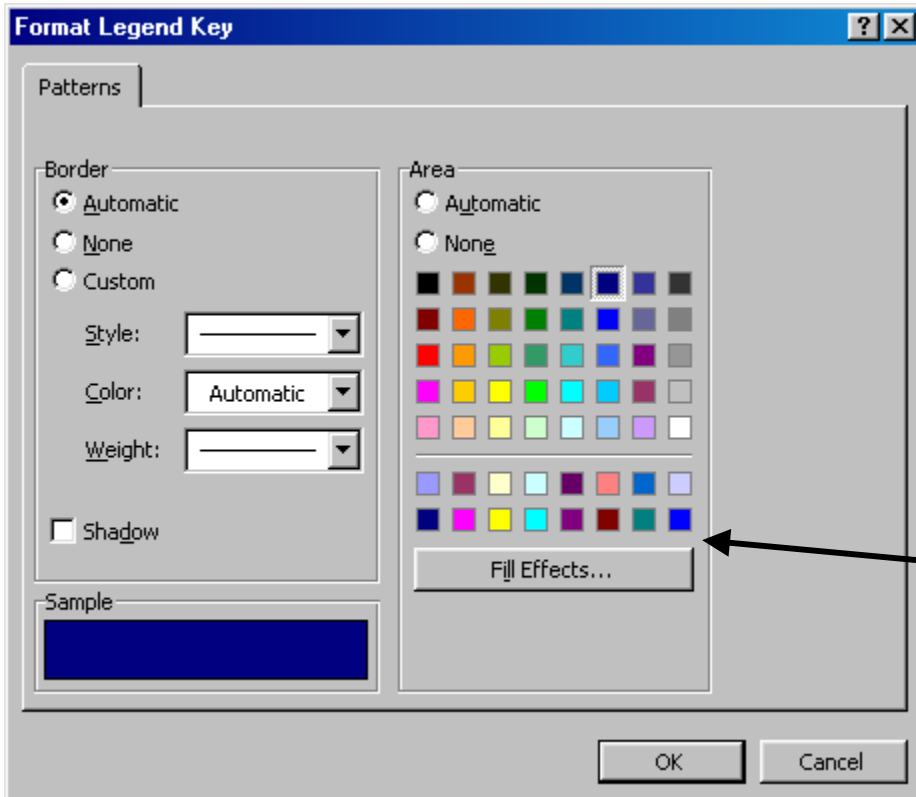 Format Legend Key
Patterns
Border
Automatic
None
Custom
Style:
Color:
Automatic
Weight:
Shadow
Sample
Area
Automatic
None
Fill Effects...
OK
Cancel